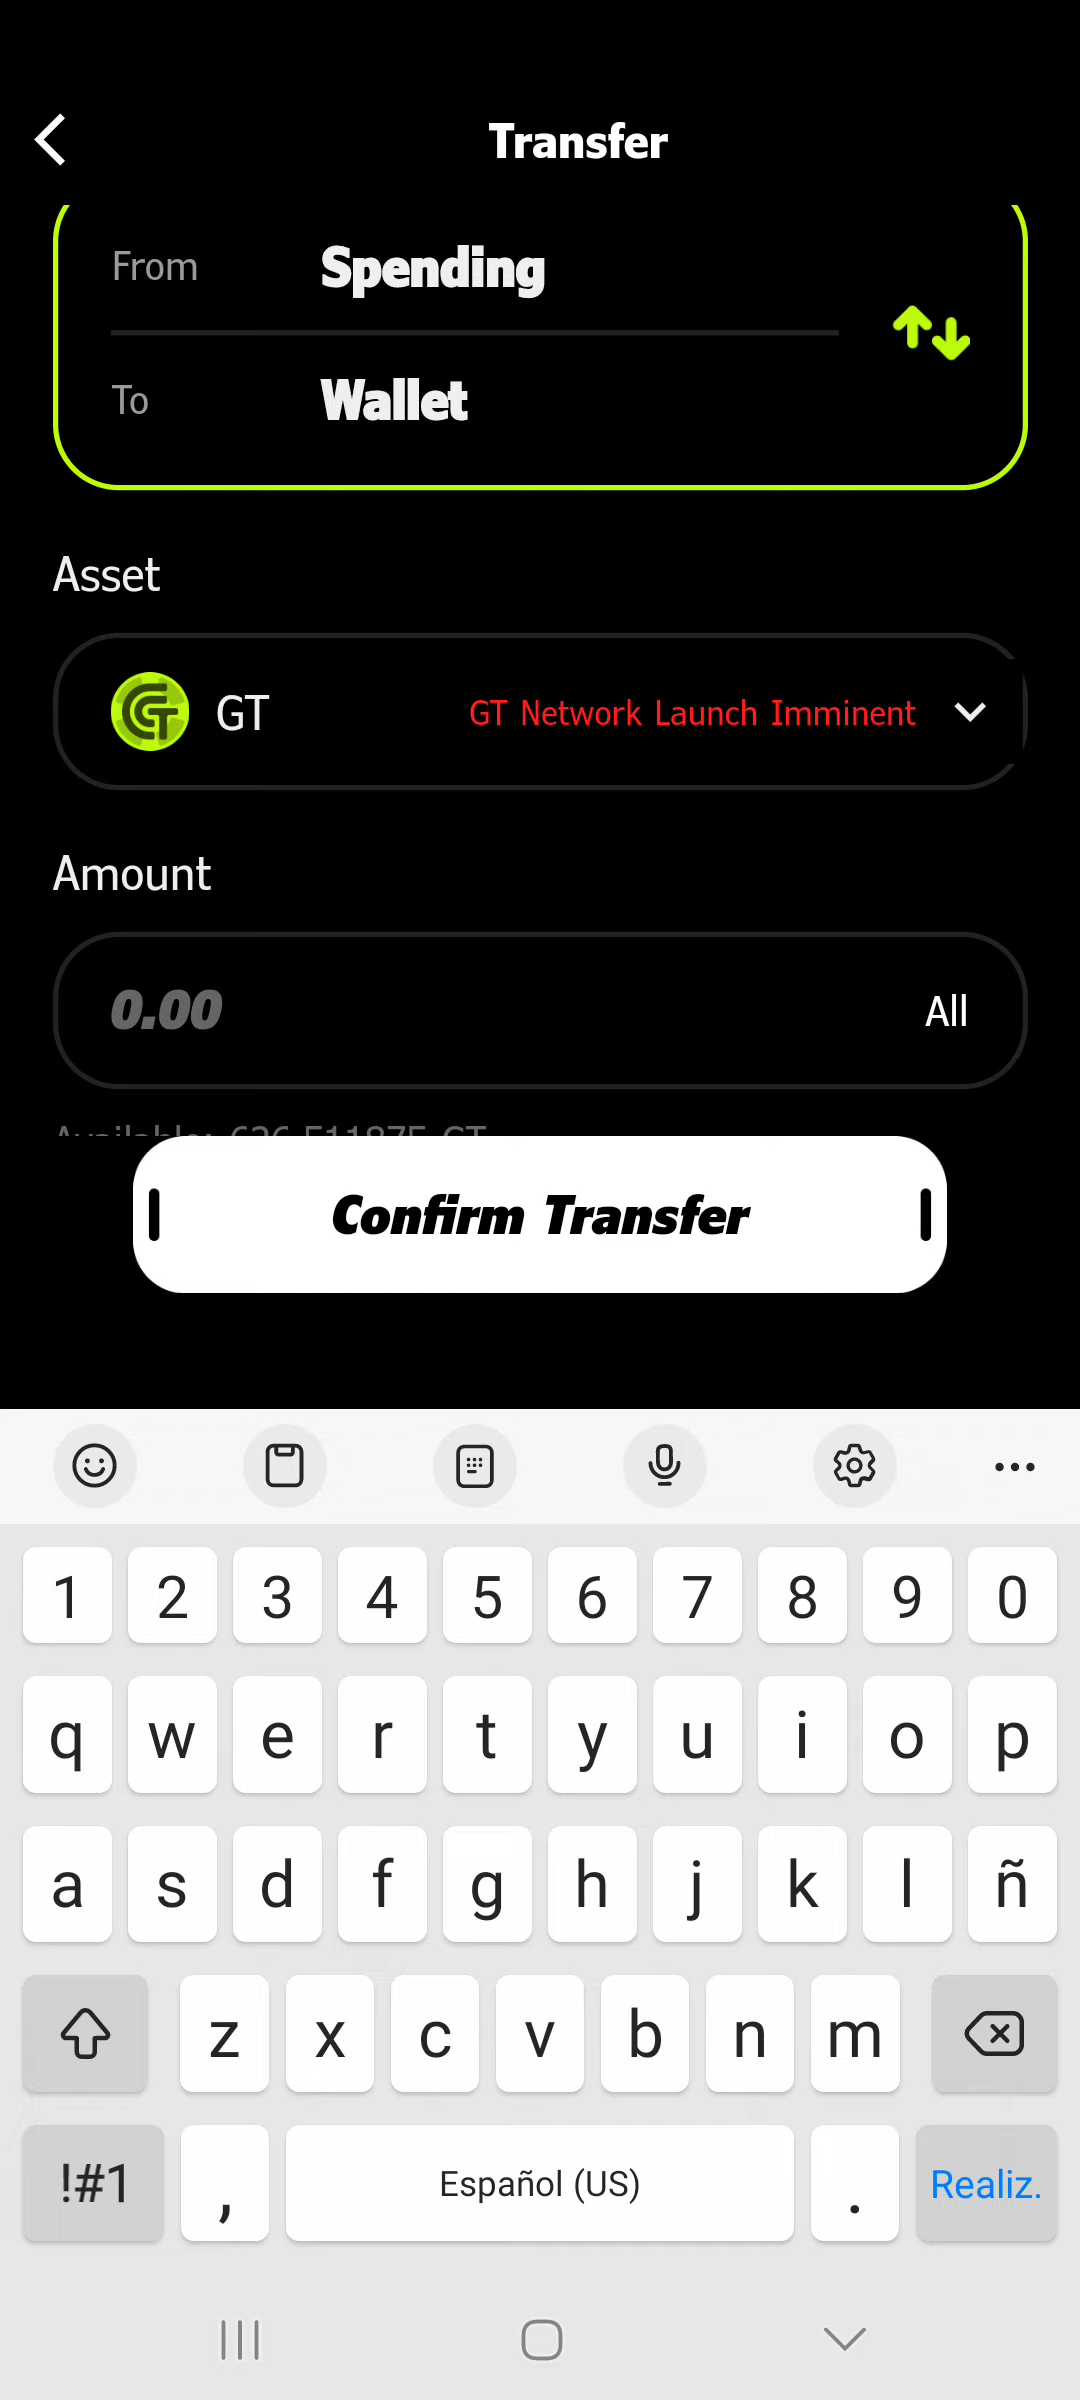 Transfer
From Spending
To Wallet
Asset
GT GT Network Launch Imminent
Amount
0.00 All
Confirm Transfer
1 2 3 4 5 6 7 8 9 0
q w e r t y u i o p
a s d f g h j k l ñ
z x c v b n m
!#1 , Español (US) . Realiz.